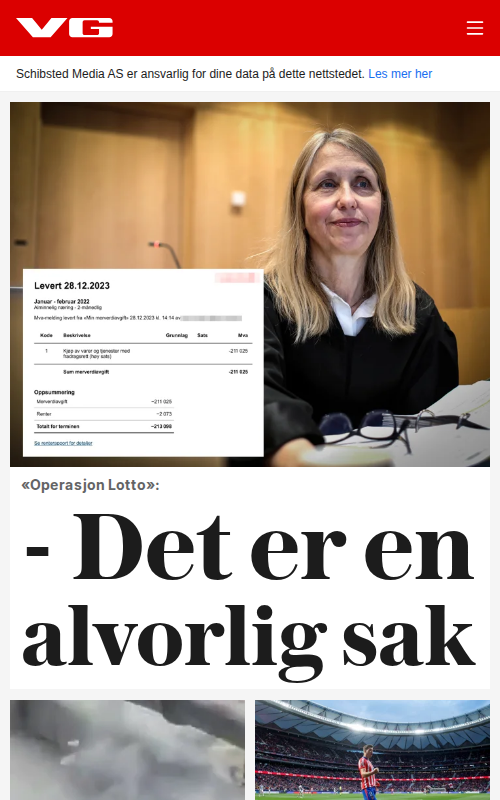 VG
Schibsted Media AS er ansvarlig for dine data på dette nettstedet. Les mer her
Levert 28.12.2023
Januar - februar 2022
Alminnelig næring - 2-månedlig
Mva-melding levert fra «Min merverdiavgift» 28.12.2023 kl. 14.14 av
Kode Beskrivelse Grunnlag Sats Mva
1 Kjøp av varer og tjenester med fradragsrett (høy sats) -211 025
Sum merverdiavgift -211 025
Oppsummering
Merverdiavgift −211 025
Renter −2 073
Totalt for terminen −213 098
Se renterapport for detaljer
«Operasjon Lotto»:
- Det er en
alvorlig sak